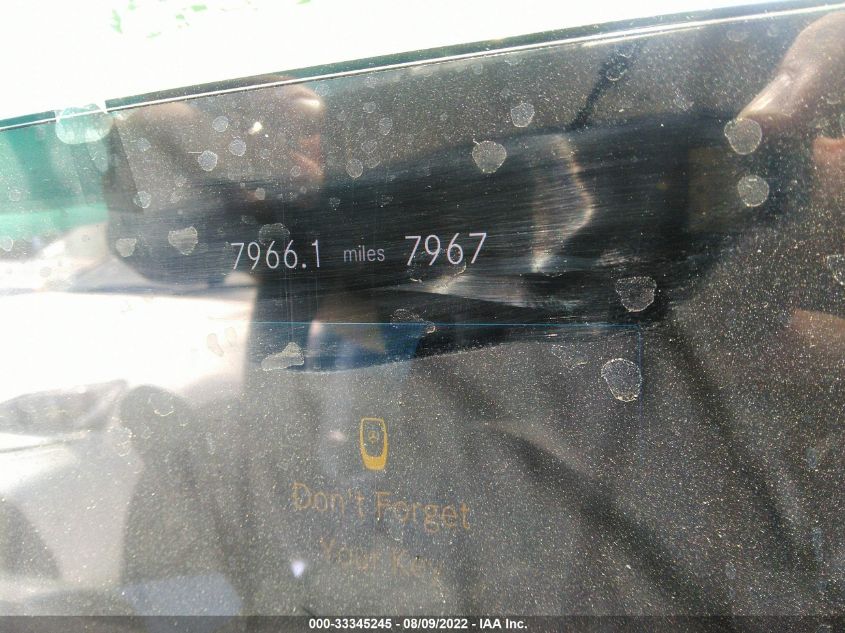 7966.1 miles 7967
Don't Forget
Your Key
000-33345245 - 08/09/2022 - IAA Inc.